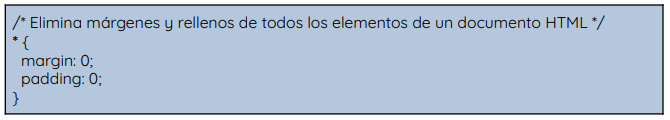 /* Elimina márgenes y rellenos de todos los elementos de un documento HTML */
* {
margin: 0;
padding: 0;
}